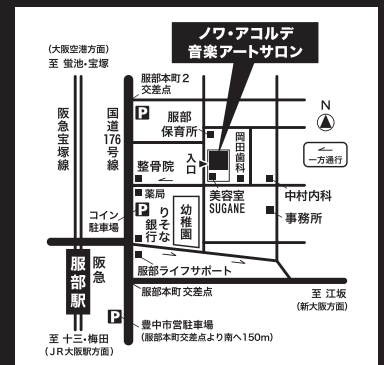 ノワ・アコルデ
音楽アートサロン
(大阪空港方面)
至 蛍池・宝塚
服部本町2
交差点
阪急宝塚線
国道176号線
P
服部
保育所
岡田歯科
N
一方通行
入口
整骨院
薬局
美容室
SUGANE
中村内科
事務所
コイン
駐車場
P
りそな
銀行
幼稚園
阪急
服部駅
服部ライフサポート
服部本町交差点
至 江坂
(新大阪方面)
P
豊中市営駐車場
(服部本町交差点より南へ150m)
至 十三・梅田
(JR大阪駅方面)